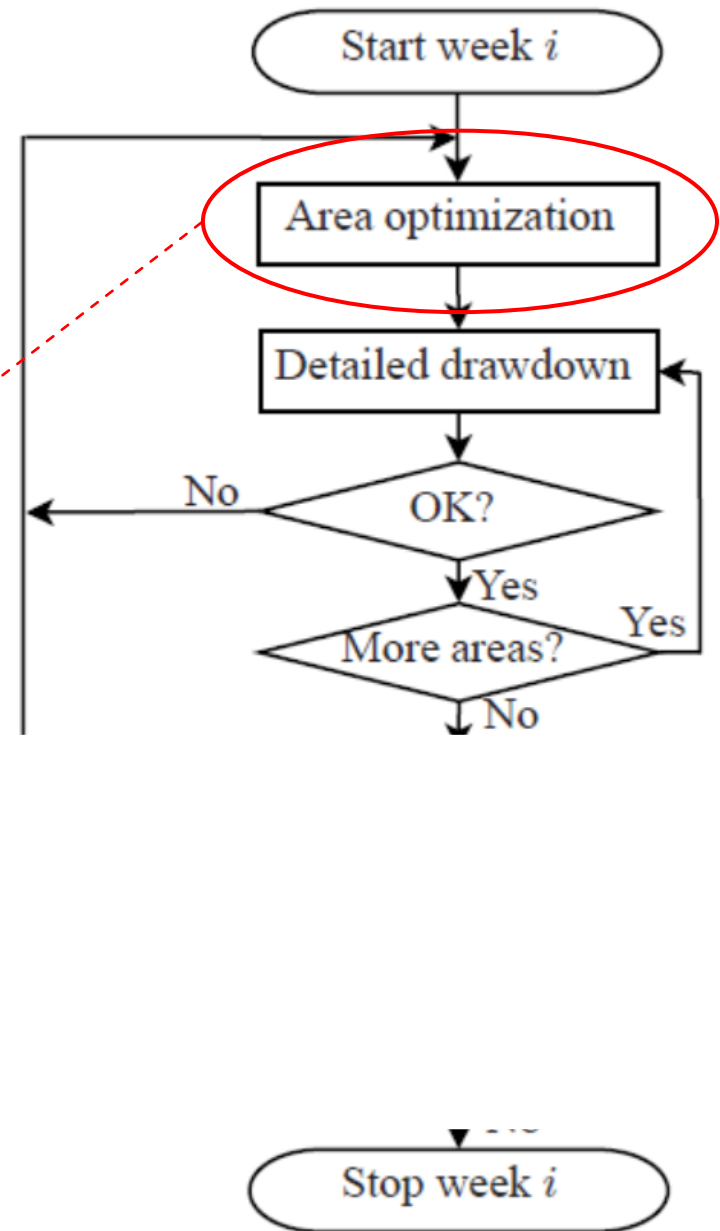 Start week i
Area optimization
Detailed drawdown
No
OK?
Yes
Yes
More areas?
No
Stop week i